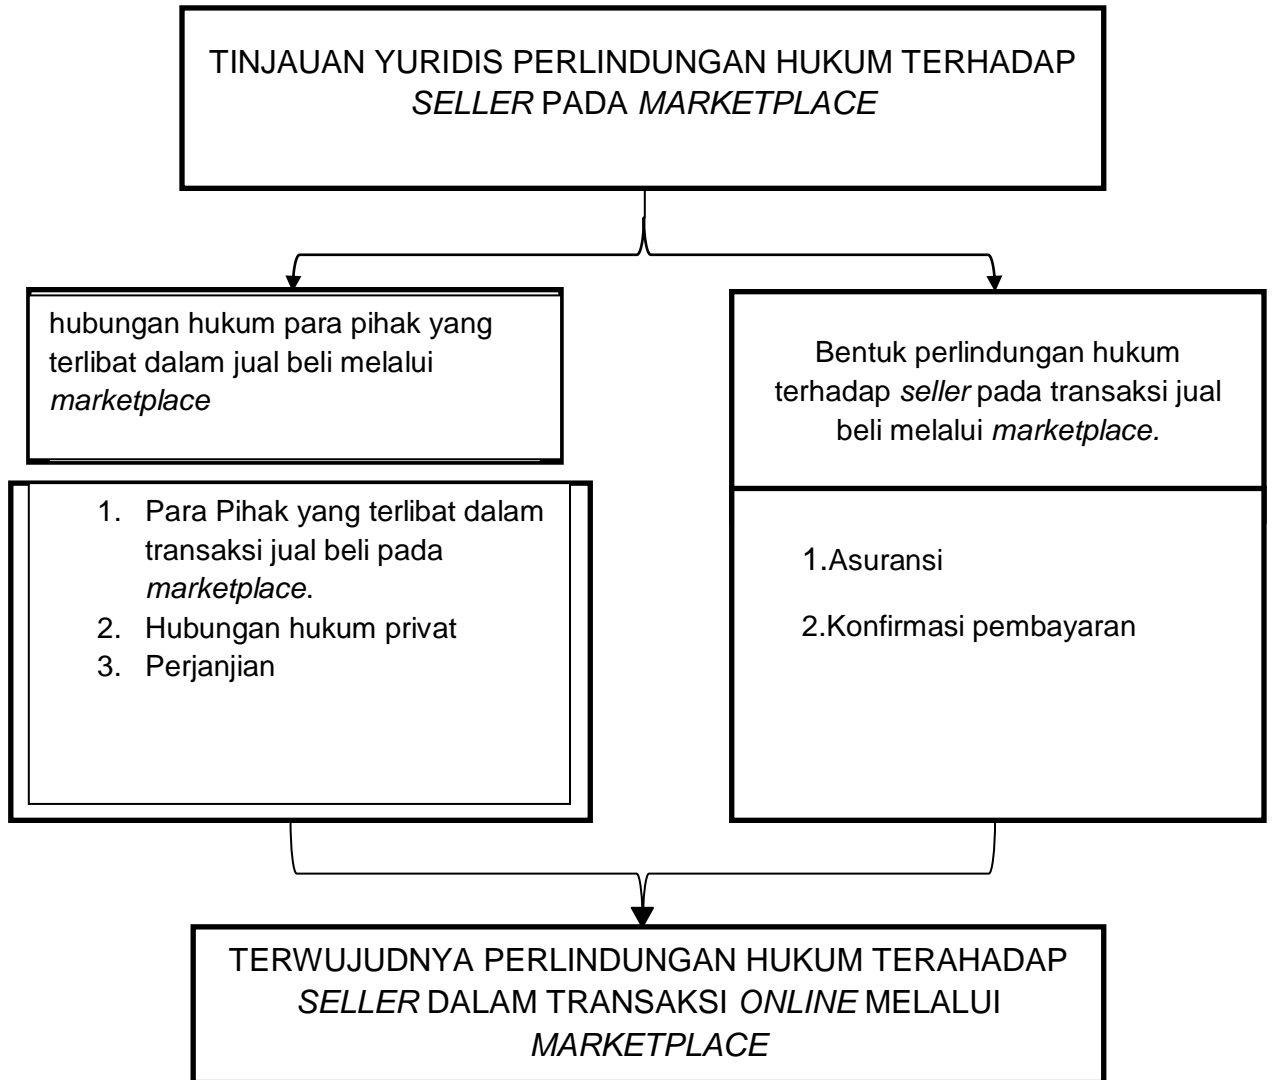 TINJAUAN YURIDIS PERLINDUNGAN HUKUM TERHADAP
SELLER PADA MARKETPLACE
hubungan hukum para pihak yang
terlibat dalam jual beli melalui
marketplace
1. Para Pihak yang terlibat dalam
transaksi jual beli pada
marketplace.
2. Hubungan hukum privat
3. Perjanjian
Bentuk perlindungan hukum
terhadap seller pada transaksi jual
beli melalui marketplace.
1.Asuransi
2.Konfirmasi pembayaran
TERWUJUDNYA PERLINDUNGAN HUKUM TERAHADAP
SELLER DALAM TRANSAKSI ONLINE MELALUI
MARKETPLACE